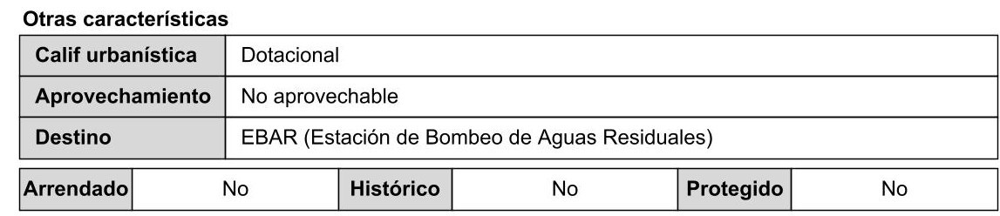 Otras características
Calif urbanística Dotacional
Aprovechamiento No aprovechable
Destino EBAR (Estación de Bombeo de Aguas Residuales)
Arrendado No Histórico No Protegido No